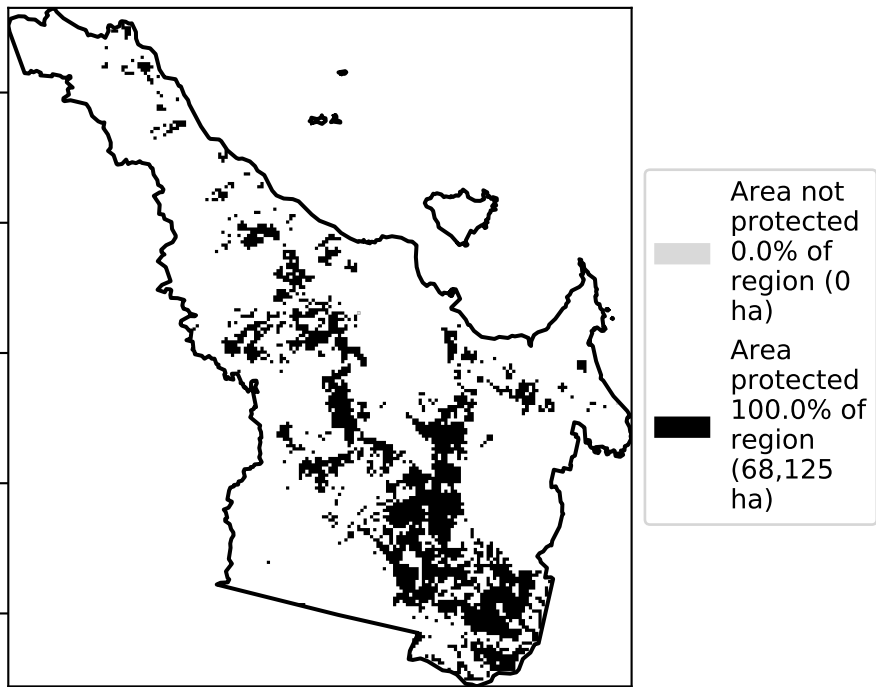 Area not
protected
0.0% of
region (0
ha)
Area
protected
100.0% of
region
(68,125
ha)